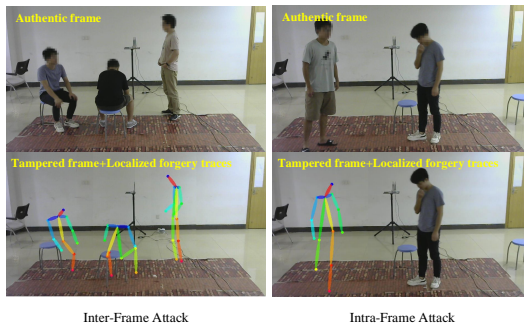 Authentic frame
Authentic frame
Tampered frame+Localized forgery traces
Tampered frame+Localized forgery traces
Inter-Frame Attack
Intra-Frame Attack